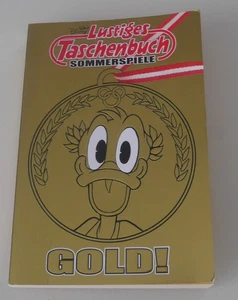 Lustiges
Taschenbuch
SOMMERSPIELE
GOLD!